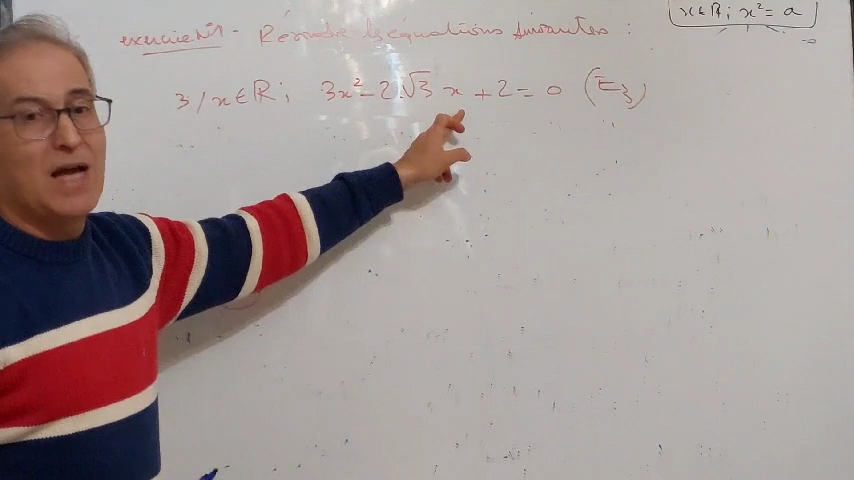 exercice N°1 - Résoudre les équations suivantes :
x ∈ ℝ ; x² = a
3/ x ∈ ℝ ; 3x² - 2√3 x + 2 = 0 (E₃)